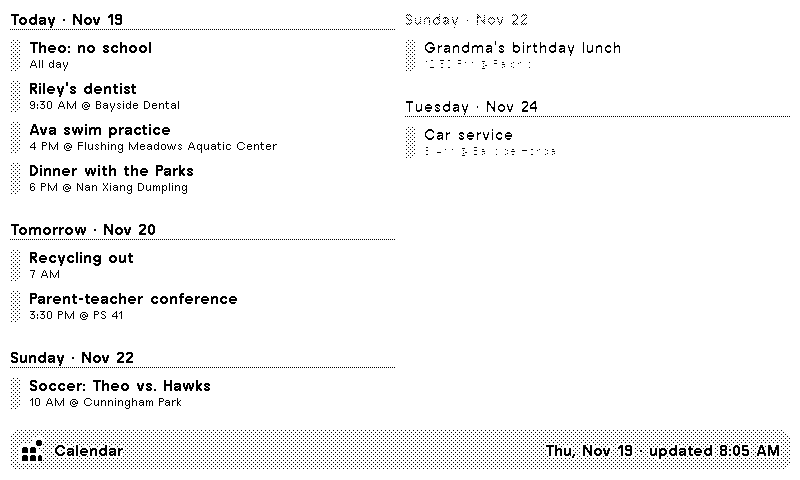 Today · Nov 19
Theo: no school
All day
Riley's dentist
9:30 AM @ Bayside Dental
Ava swim practice
4 PM @ Flushing Meadows Aquatic Center
Dinner with the Parks
6 PM @ Nan Xiang Dumpling
Tomorrow · Nov 20
Recycling out
7 AM
Parent-teacher conference
3:30 PM @ PS 41
Sunday · Nov 22
Soccer: Theo vs. Hawks
10 AM @ Cunningham Park
Sunday · Nov 22
Grandma's birthday lunch
Tuesday · Nov 24
Car service
Calendar
Thu, Nov 19 · updated 8:05 AM